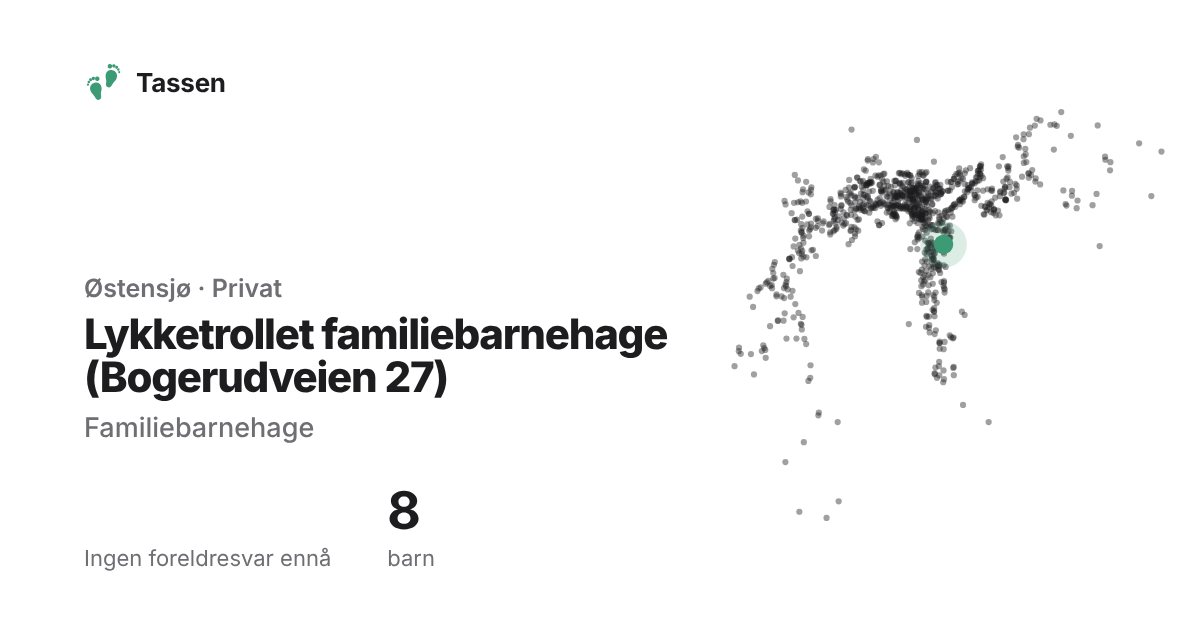 Tassen
Østensjø · Privat
Lykketrollet familiebarnehage
(Bogerudveien 27)
Familiebarnehage
8
Ingen foreldresvar ennå
barn